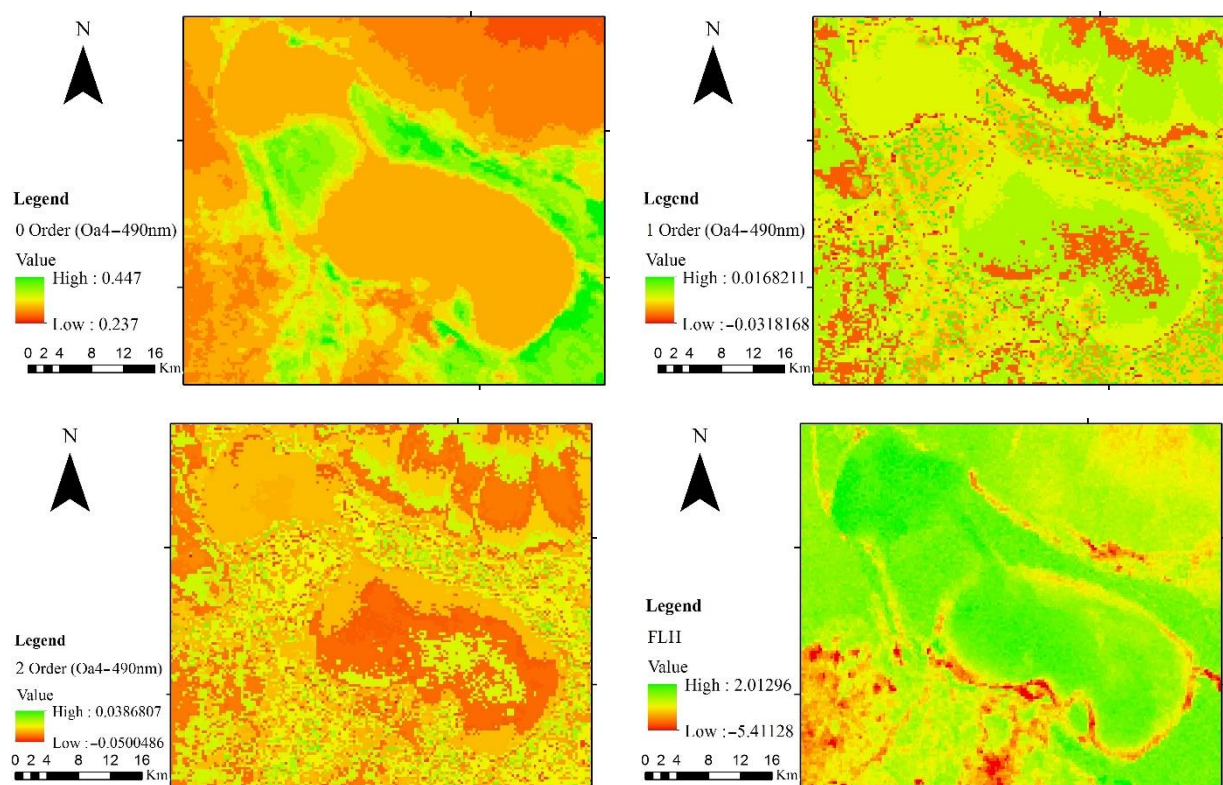 N
Legend
0 Order (Oa4-490nm)
Value
High : 0.447
Low : 0.237
0 2 4 8 12 16
Km
N
Legend
1 Order (Oa4-490nm)
Value
High : 0.0168211
Low : -0.0318168
0 2 4 8 12 16
Km
N
Legend
2 Order (Oa4-490nm)
Value
High : 0.0386807
Low : -0.0500486
0 2 4 8 12 16
Km
N
Legend
FLH
Value
High : 2.01296
Low : -5.41128
0 2 4 8 12 16
Km